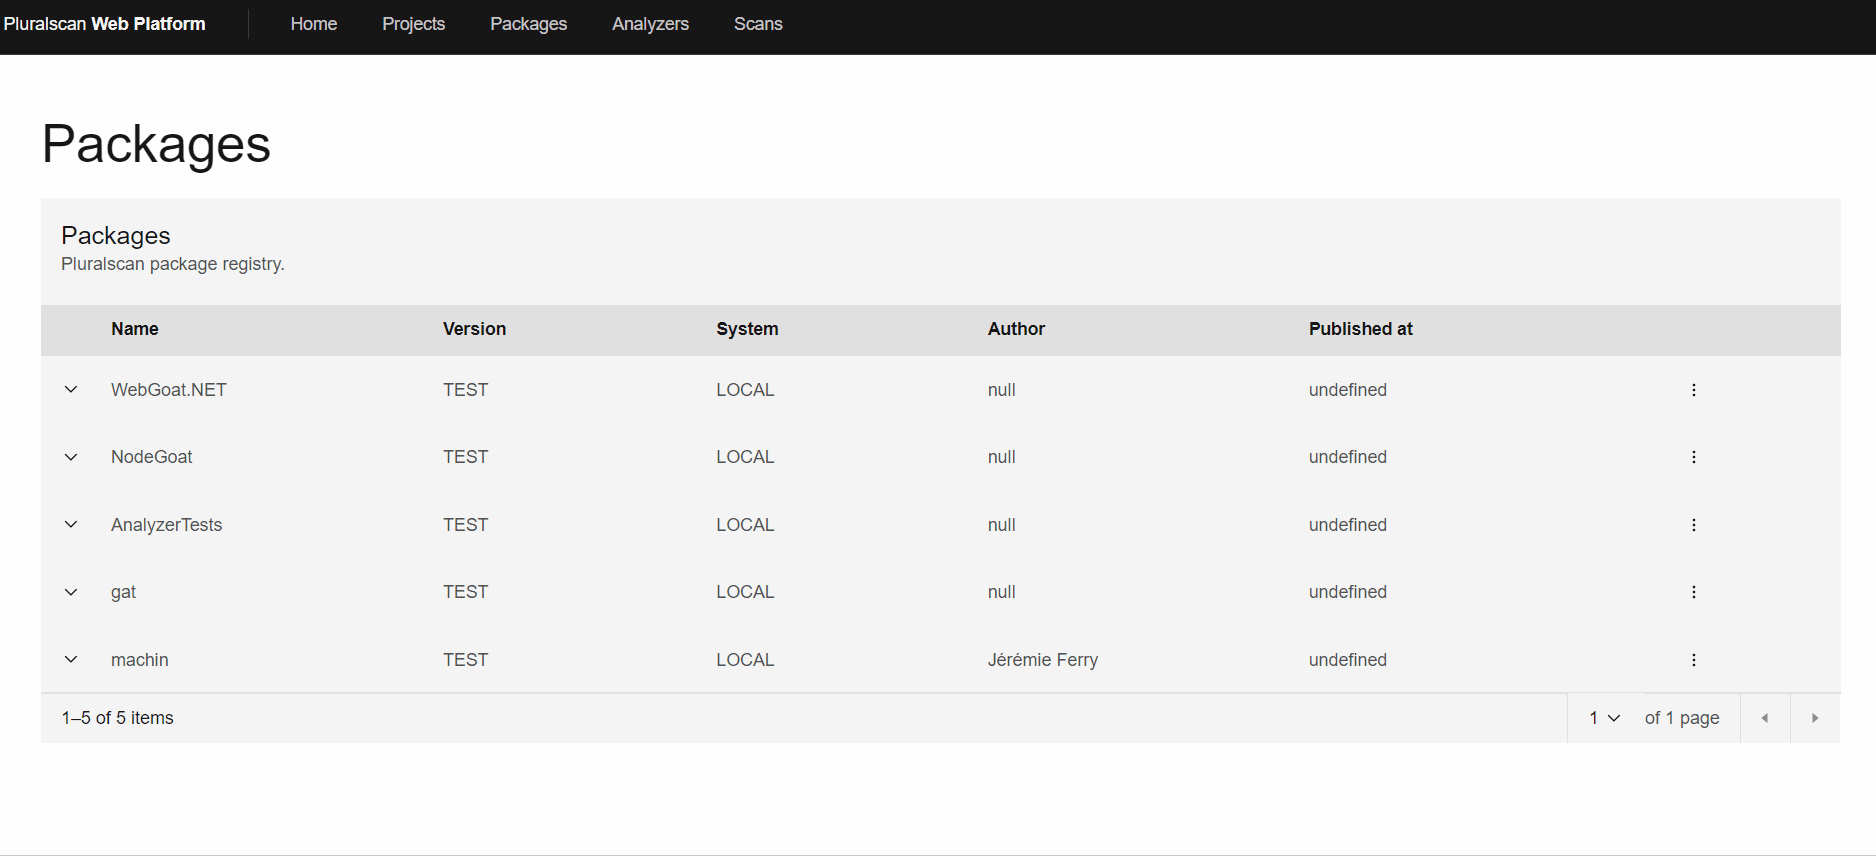 Pluralscan Web Platform Home Projects Packages Analyzers Scans
Packages
Packages
Pluralscan package registry.
Name Version System Author Published at
WebGoat.NET TEST LOCAL null undefined
NodeGoat TEST LOCAL null undefined
AnalyzerTests TEST LOCAL null undefined
gat TEST LOCAL null undefined
machin TEST LOCAL Jérémie Ferry undefined
1–5 of 5 items 1 of 1 page